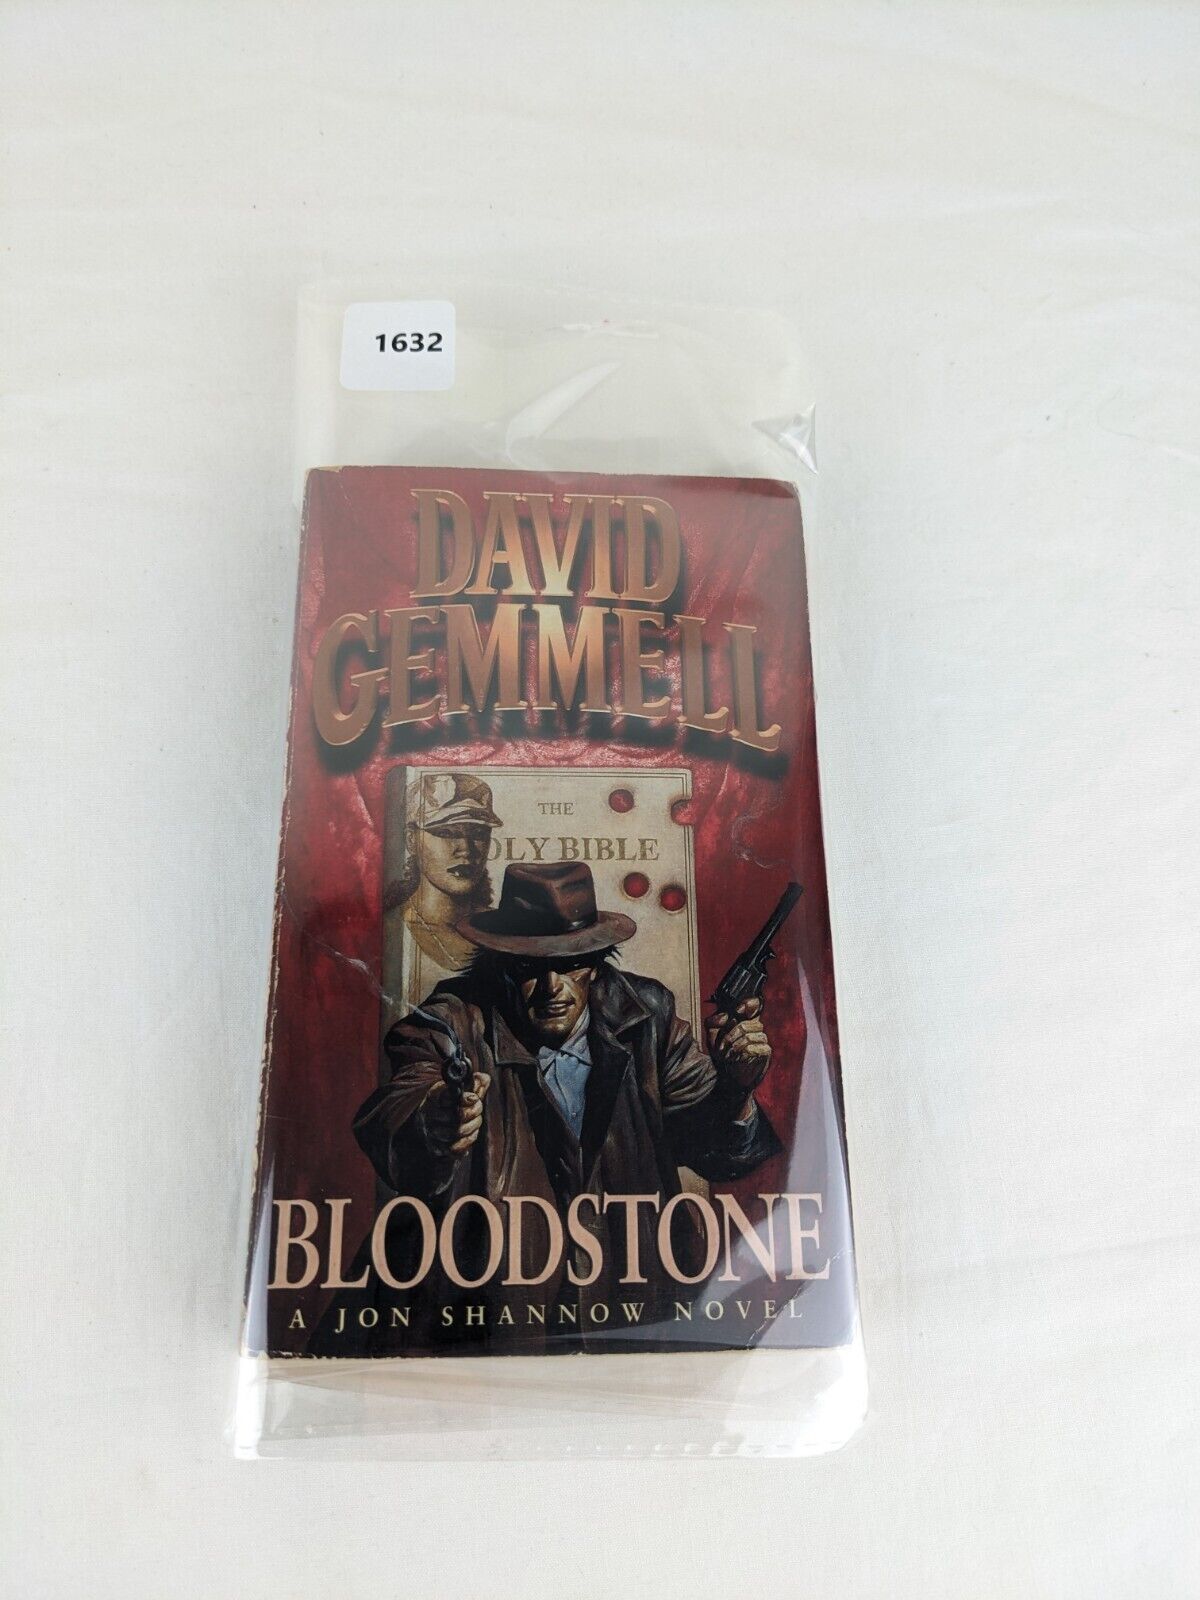 1632
DAVID
GEMMELL
THE
OLY BIBLE
BLOODSTONE
A JON SHANNOW NOVEL